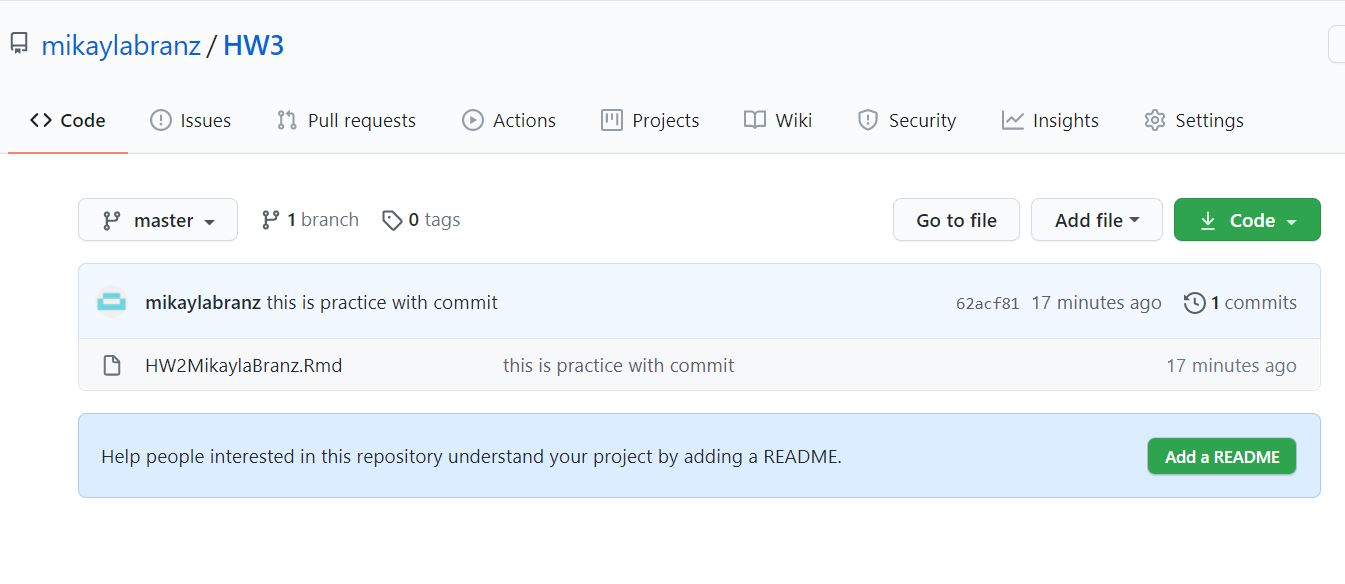 mikaylabranz / HW3
Code Issues Pull requests Actions Projects Wiki Security Insights Settings
master 1 branch 0 tags Go to file Add file Code
mikaylabranz this is practice with commit 62acf81 17 minutes ago 1 commits
HW2MikaylaBranz.Rmd this is practice with commit 17 minutes ago
Help people interested in this repository understand your project by adding a README. Add a README